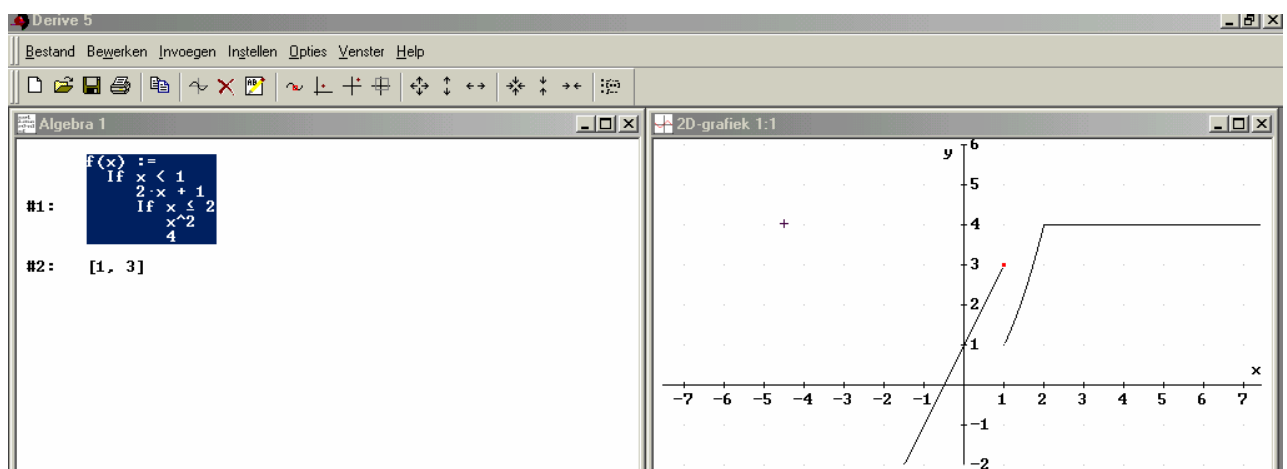 Derive 5
Bestand Bewerken Invoegen Instellen Opties Venster Help
Algebra 1
#1:
f(x) :=
If x < 1
2·x + 1
If x ≤ 2
x^2
4
#2: [1, 3]
2D-grafiek 1:1
y
6
5
4
3
2
1
x
-7 -6 -5 -4 -3 -2 -1 1 2 3 4 5 6 7
-1
-2